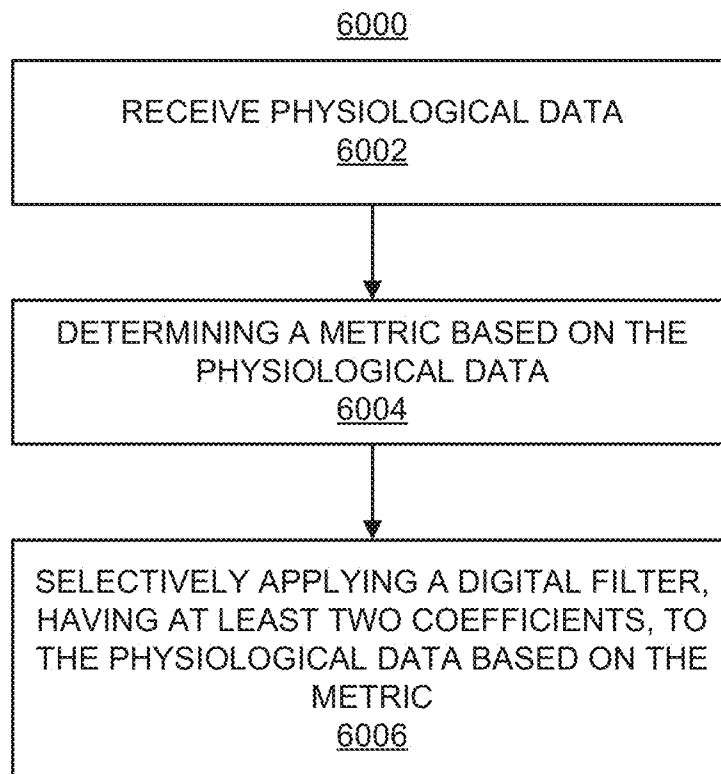 6000
RECEIVE PHYSIOLOGICAL DATA
6002
DETERMINING A METRIC BASED ON THE
PHYSIOLOGICAL DATA
6004
SELECTIVELY APPLYING A DIGITAL FILTER,
HAVING AT LEAST TWO COEFFICIENTS, TO
THE PHYSIOLOGICAL DATA BASED ON THE
METRIC
6006